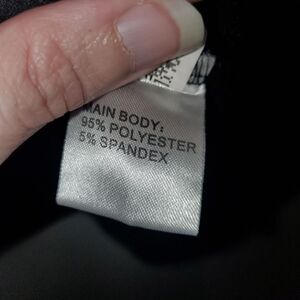 MAIN BODY:
95% POLYESTER
5% SPANDEX